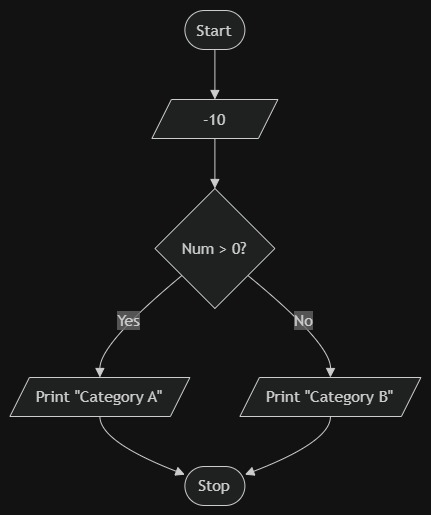 Start
-10
Num > 0?
Yes
No
Print "Category A"
Print "Category B"
Stop